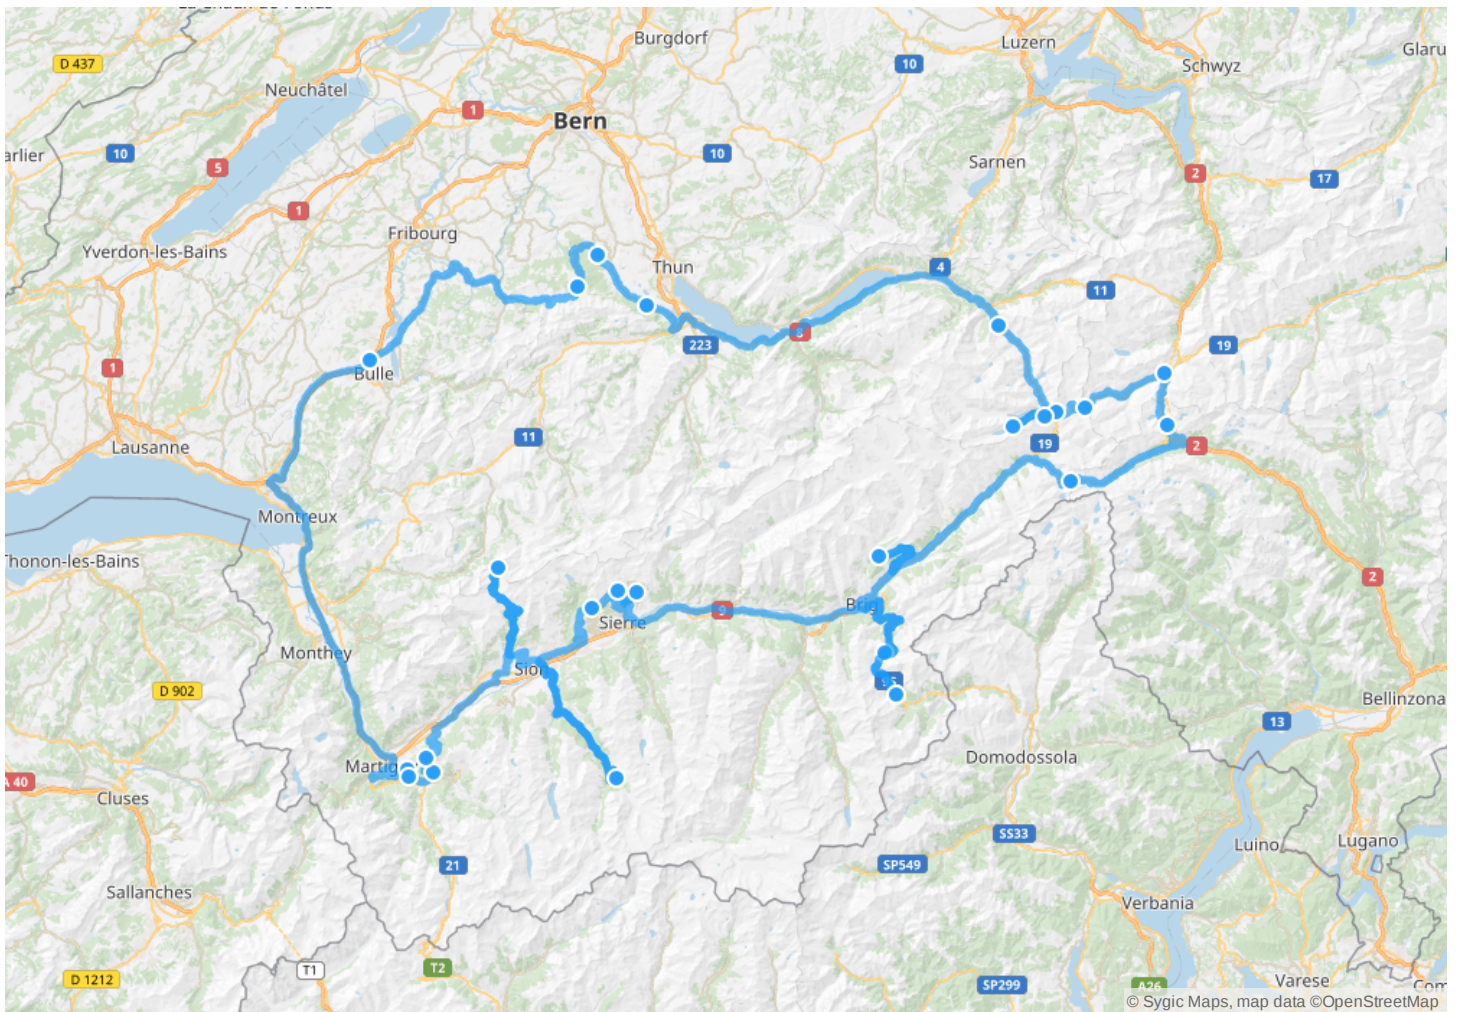 Burgdorf
Luzern
D 437
10
Schwyz
Glaru
Neuchâtel
1
Bern
arlier
10
10
Sarnen
5
2
17
1
Fribourg
Yverdon-les-Bains
Thun
4
11
8
223
19
1
Bulle
11
Lausanne
19
2
Montreux
Thonon-les-Bains
2
Brig
9
Sierre
Monthey
Sion
D 902
Bellinzona
13
Domodossola
A 40
Cluses
SS33
Luino
Lugano
21
SP549
Sallanches
Verbania
T2
T1
D 1212
SP299
A26
Varese
Com
© Sygic Maps, map data ©OpenStreetMap